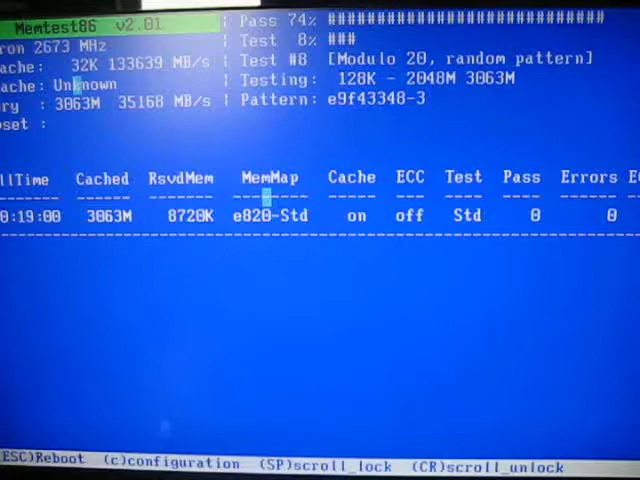 Memtest86 v2.01 | Pass 74% ##########################
ron 2673 MHz | Test 8% ###
ache: 32K 133639 MB/s | Test #8 [Modulo 20, random pattern]
ache: Unknown | Testing: 128K - 2048M 3063M
ry : 3063M 35168 MB/s | Pattern: e9f43348-3
pset :
llTime Cached RsvdMem MemMap Cache ECC Test Pass Errors EC
0:19:00 3063M 8720K e820-Std on off Std 0 0
ESC)Reboot (c)configuration (SP)scroll_lock (CR)scroll_unlock